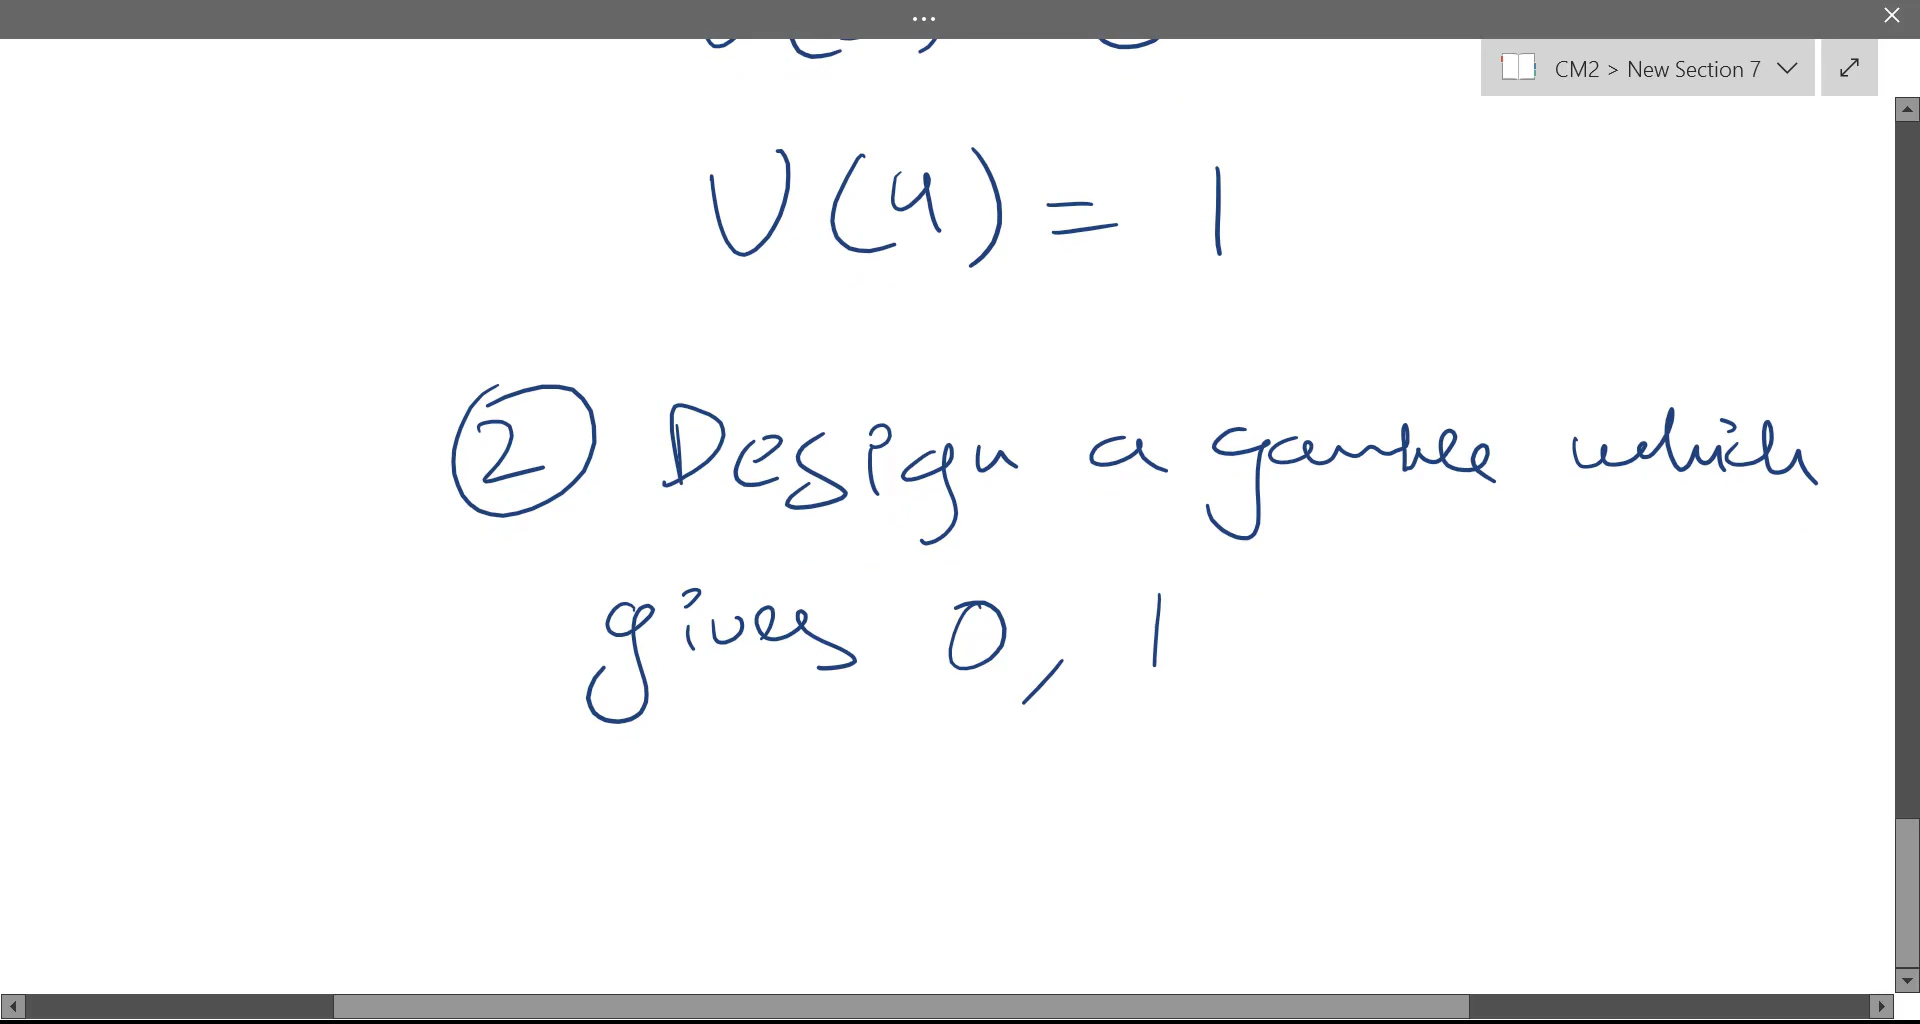 CM2 > New Section 7
U(4) = 1
② Design a gamble which
gives 0, 1